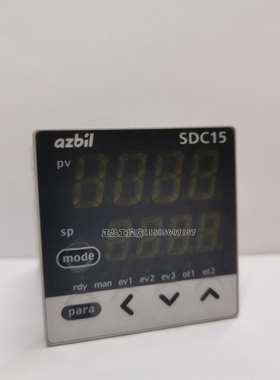 azbil SDC15
pv
sp
mode
rdy man ev1 ev2 ev3 ot1 ot2
para